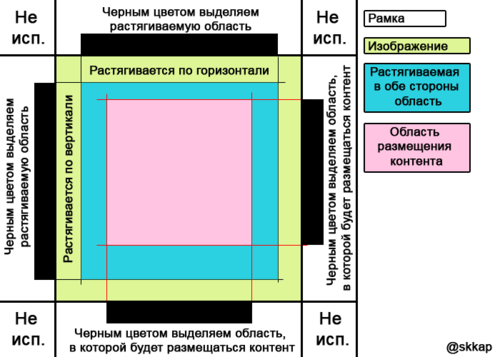 Не
исп.
Черным цветом выделяем
растягиваемую область
Не
исп.
Рамка
Изображение
Растягиваемая
в обе стороны
область
Область
размещения
контента
Растягивается по горизонтали
Черным цветом выделяем
растягиваемую область
Растягивается по вертикали
Черным цветом выделяем область,
в которой будет размещаться контент
Не
исп.
Черным цветом выделяем область,
в которой будет размещаться контент
Не
исп.
@skkap